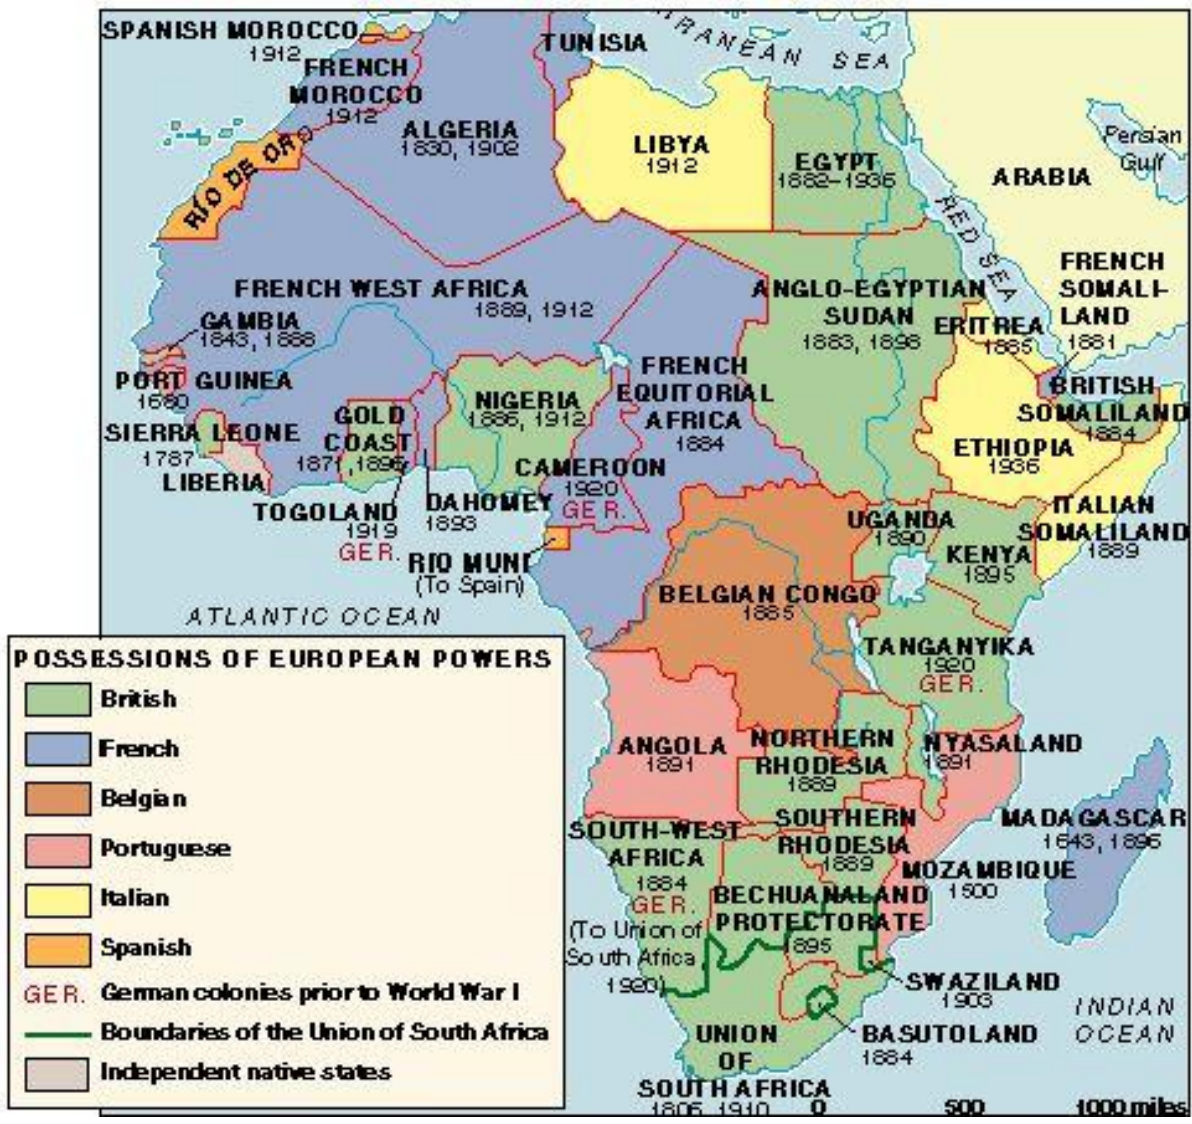 SPANISH MOROCCO
1912
FRENCH
MOROCCO
1912
TUNISIA
RANEAN SEA
ALGERIA
1830, 1902
LIBYA
1912
EGYPT
1882–1936
Persian
Gulf
ARABIA
RED SEA
RÍO DE OR
FRENCH WEST AFRICA
1889, 1912
GAMBIA
1843, 1888
PORT GUINEA
1680
SIERRA LEONE
1787
LIBERIA
GOLD
COAST
1871, 1896
TOGOLAND
1919
GER.
DAHOMEY
1893
NIGERIA
1886, 1912
CAMEROON
1920
GER.
RIO MUNI
(To Spain)
FRENCH
EQUITORIAL
AFRICA
1884
ANGLO-EGYPTIAN
SUDAN
1883, 1898
ERITREA
1885
FRENCH
SOMALI-
LAND
1881
BRITISH
SOMALILAND
1884
ETHIOPIA
1936
ITALIAN
SOMALILAND
1889
UGANDA
1890
KENYA
1895
BELGIAN CONGO
1885
TANGANYIKA
1920
GER.
ATLANTIC OCEAN
ANGOLA
1891
NORTHERN
RHODESIA
1889
NYASALAND
1891
SOUTHERN
RHODESIA
1889
MADAGASCAR
1643, 1896
MOZAMBIQUE
1500
SOUTH-WEST
AFRICA
1884
GER.
(To Union of
South Africa
1920)
BECHUANALAND
PROTECTORATE
1895
SWAZILAND
1903
BASUTOLAND
1884
UNION
OF
SOUTH AFRICA
1806, 1910
INDIAN
OCEAN
0 500 1000 miles
POSSESSIONS OF EUROPEAN POWERS
British
French
Belgian
Portuguese
Italian
Spanish
GER. German colonies prior to World War I
Boundaries of the Union of South Africa
Independent native states